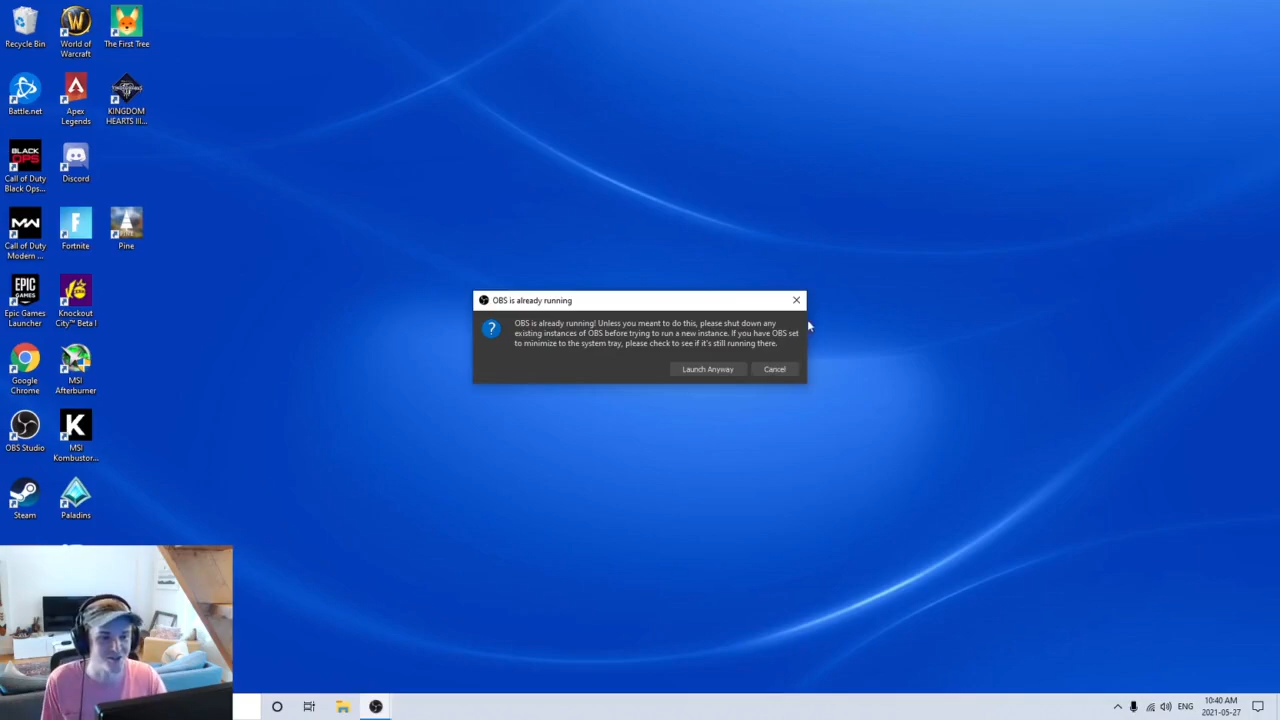 Recycle Bin
World of
Warcraft
The First Tree
Battle.net
Apex
Legends
KINGDOM
HEARTS III...
BLACK
OPS
Call of Duty
Black Ops...
Discord
MW
Call of Duty
Modern ...
F
Fortnite
Pine
EPIC
GAMES
Epic Games
Launcher
Knockout
City™ Beta I
Google
Chrome
MSI
Afterburner
OBS Studio
K
MSI
Kombustor...
Steam
Paladins
OBS is already running
OBS is already running! Unless you meant to do this, please shut down any
existing instances of OBS before trying to run a new instance. If you have OBS set
to minimize to the system tray, please check to see if it's still running there.
Launch Anyway
Cancel
ENG
10:40 AM
2021-05-27